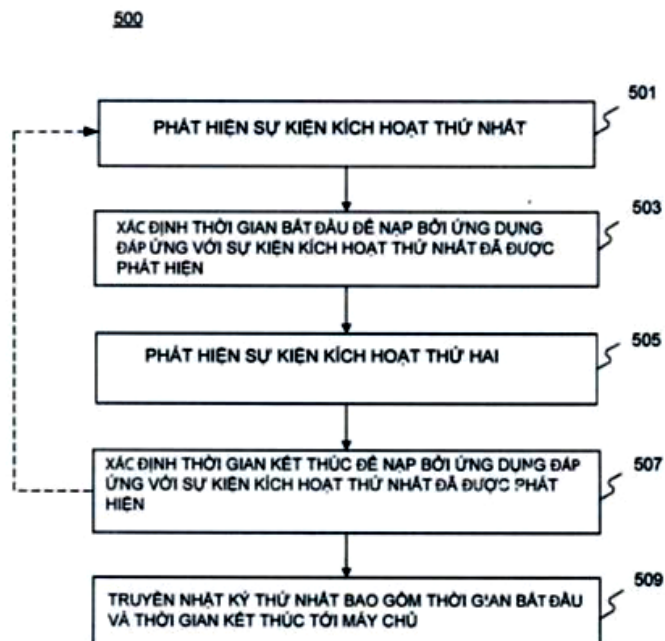 500
501
PHÁT HIỆN SỰ KIỆN KÍCH HOẠT THỨ NHẤT
503
XÁC ĐỊNH THỜI GIAN BẮT ĐẦU ĐỂ NẠP BỞI ỨNG DỤNG
ĐÁP ỨNG VỚI SỰ KIỆN KÍCH HOẠT THỨ NHẤT ĐÃ ĐƯỢC
PHÁT HIỆN
505
PHÁT HIỆN SỰ KIỆN KÍCH HOẠT THỨ HAI
507
XÁC ĐỊNH THỜI GIAN KẾT THÚC ĐỂ NẠP BỞI ỨNG DỤNG ĐÁP
ỨNG VỚI SỰ KIỆN KÍCH HOẠT THỨ NHẤT ĐÃ ĐƯỢC PHÁT
HIỆN
509
TRUYỀN NHẬT KÝ THỨ NHẤT BAO GỒM THỜI GIAN BẮT ĐẦU
VÀ THỜI GIAN KẾT THÚC TỚI MÁY CHỦ